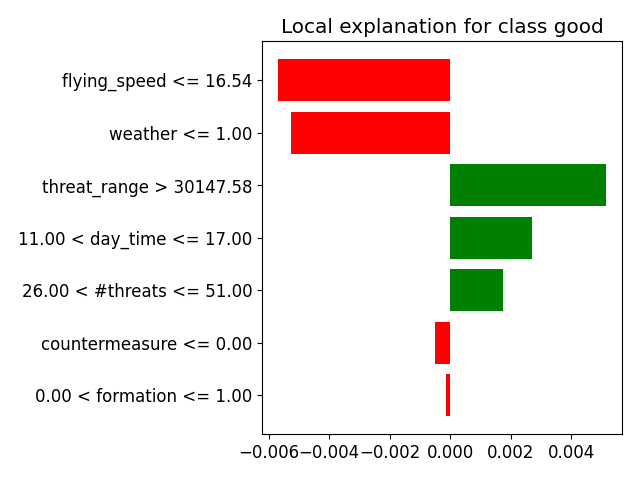 Local explanation for class good
flying_speed <= 16.54
weather <= 1.00
threat_range > 30147.58
11.00 < day_time <= 17.00
26.00 < #threats <= 51.00
countermeasure <= 0.00
0.00 < formation <= 1.00
−0.006 −0.004 −0.002 0.000 0.002 0.004